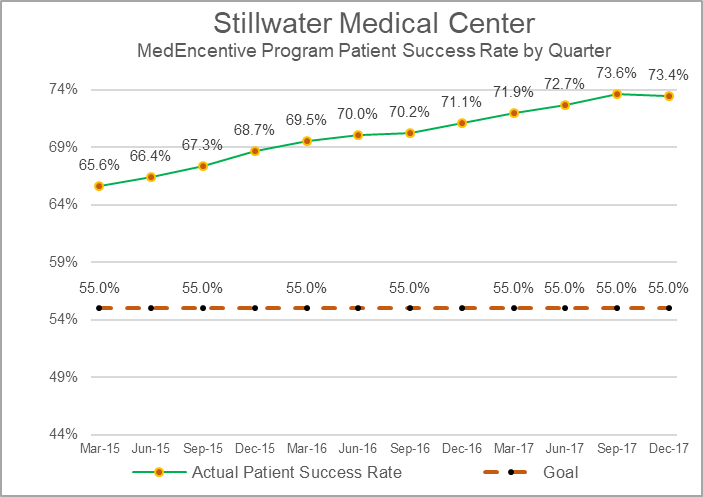 Stillwater Medical Center
MedEncentive Program Patient Success Rate by Quarter
74%
69%
64%
59%
54%
49%
44%
65.6% 66.4% 67.3% 68.7% 69.5% 70.0% 70.2% 71.1% 71.9% 72.7% 73.6% 73.4%
55.0% 55.0% 55.0% 55.0% 55.0% 55.0% 55.0%
Mar-15 Jun-15 Sep-15 Dec-15 Mar-16 Jun-16 Sep-16 Dec-16 Mar-17 Jun-17 Sep-17 Dec-17
Actual Patient Success Rate Goal